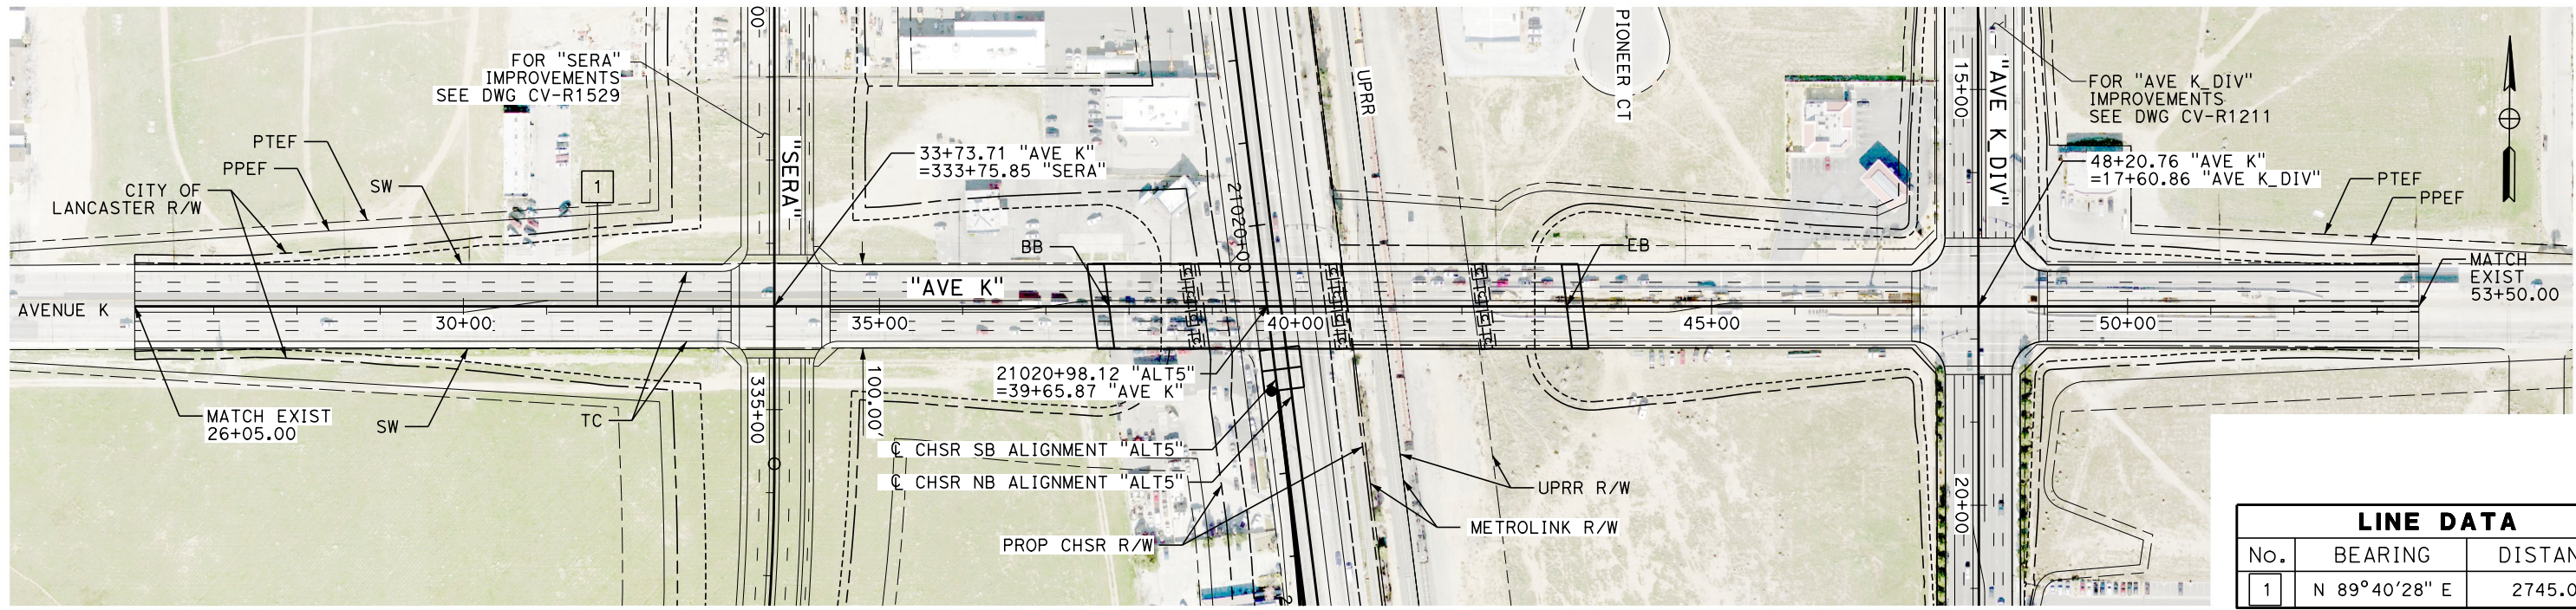 FOR "SERA"
IMPROVEMENTS
SEE DWG CV-R1529
PTEF
PPEF
CITY OF
LANCASTER R/W
SW
1
"SERA"
33+73.71 "AVE K"
=333+75.85 "SERA"
BB
21020+00
UPRR
PIONEER CT
EB
15+00
"AVE K_DIV"
FOR "AVE K_DIV"
IMPROVEMENTS
SEE DWG CV-R1211
48+20.76 "AVE K"
=17+60.86 "AVE K_DIV"
PTEF
PPEF
MATCH
EXIST
53+50.00
AVENUE K
"AVE K"
30+00
35+00
40+00
45+00
50+00
MATCH EXIST
26+05.00
SW
TC
335+00
100.00'
21020+98.12 "ALT5"
=39+65.87 "AVE K"
℄ CHSR SB ALIGNMENT "ALT5"
℄ CHSR NB ALIGNMENT "ALT5"
PROP CHSR R/W
UPRR R/W
METROLINK R/W
20+00
LINE DATA
No. BEARING DISTAN
1 N 89°40'28" E 2745.0